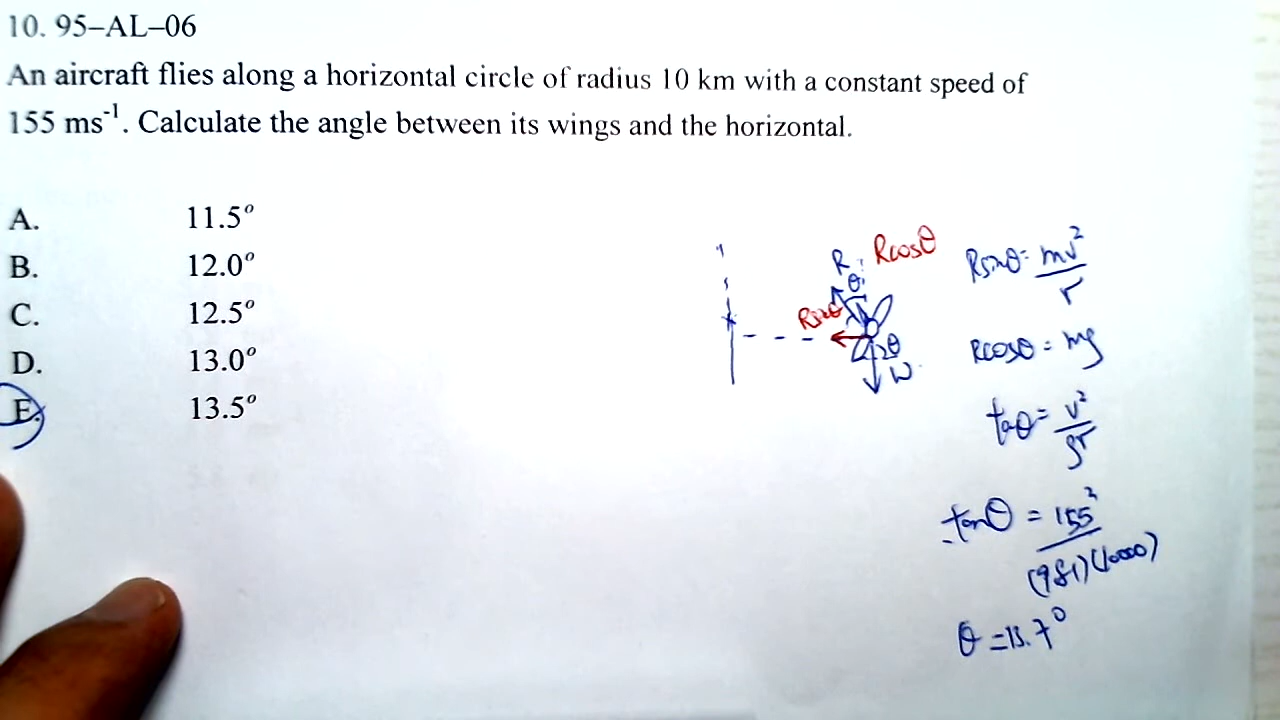 10. 95–AL–06
An aircraft flies along a horizontal circle of radius 10 km with a constant speed of
155 ms⁻¹. Calculate the angle between its wings and the horizontal.
A. 11.5°
B. 12.0°
C. 12.5°
D. 13.0°
E. 13.5°
R Rcosθ
θ
Rsinθ
θ
W
Rsinθ = mv²/r
Rcosθ = mg
tanθ = v²/gr
tanθ = 155²/(9.81)(10000)
θ = 13.7°